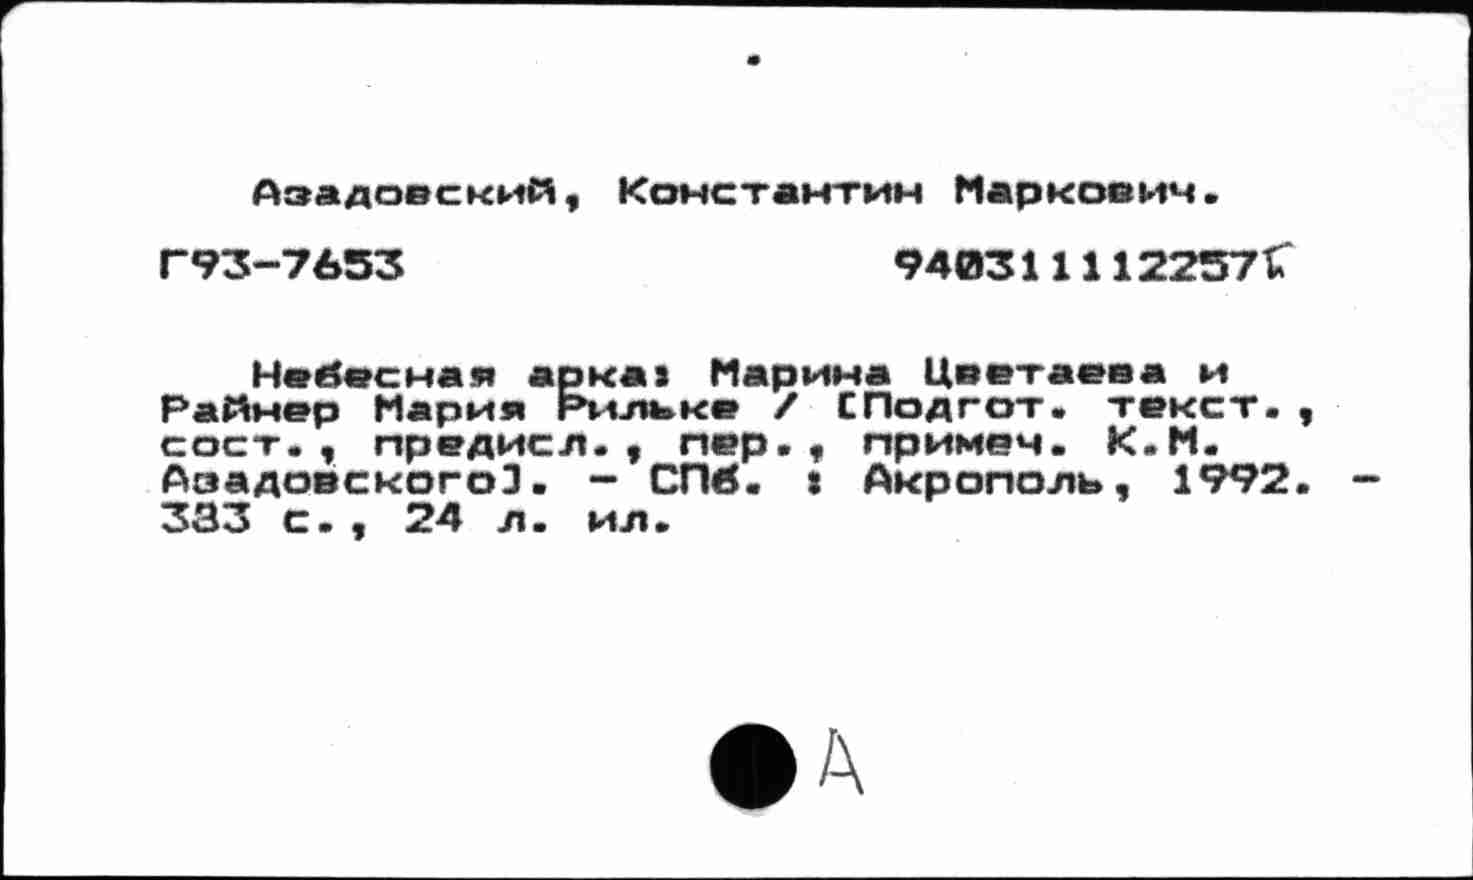 Азадовский, Константин Маркович.
Г93-7653 940311112257
Небесная арка: Марина Цветаева и
Райнер Мария Рильке / [Подгот. текст.,
сост., предисл., пер., примеч. К.М.
Азадовского]. - СПб. : Акрополь, 1992. -
383 с., 24 л. ил.
А